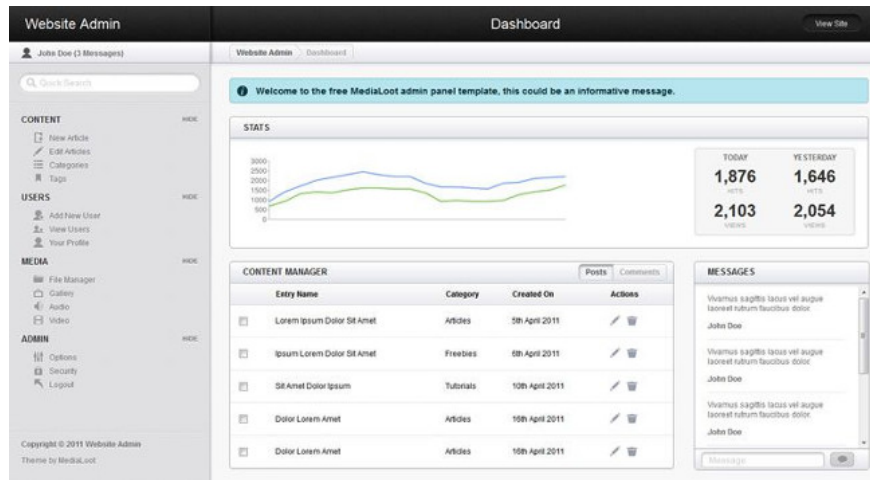 Website Admin
Dashboard
View Site
John Doe (3 Messages)
Website Admin
Dashboard
Quick Search
Welcome to the free MediaLoot admin panel template, this could be an informative message.
CONTENT HIDE
New Article
Edit Articles
Categories
Tags
USERS HIDE
Add New User
View Users
Your Profile
MEDIA HIDE
File Manager
Gallery
Audio
Video
ADMIN HIDE
Options
Security
Logout
Copyright © 2011 Website Admin
Theme by MediaLoot
STATS
3000
2500
2000
1500
1000
500
0
TODAY YESTERDAY
1,876 1,646
HITS HITS
2,103 2,054
VIEWS VIEWS
CONTENT MANAGER Posts Comments
Entry Name Category Created On Actions
Lorem Ipsum Dolor Sit Amet Articles 5th April 2011
Ipsum Lorem Dolor Sit Amet Freebies 6th April 2011
Sit Amet Dolor Ipsum Tutorials 10th April 2011
Dolor Lorem Amet Articles 16th April 2011
Dolor Lorem Amet Articles 16th April 2011
MESSAGES
Vivamus sagittis lacus vel augue
laoreet rutrum faucibus dolor.
John Doe
Vivamus sagittis lacus vel augue
laoreet rutrum faucibus dolor.
John Doe
Vivamus sagittis lacus vel augue
laoreet rutrum faucibus dolor.
John Doe
Message